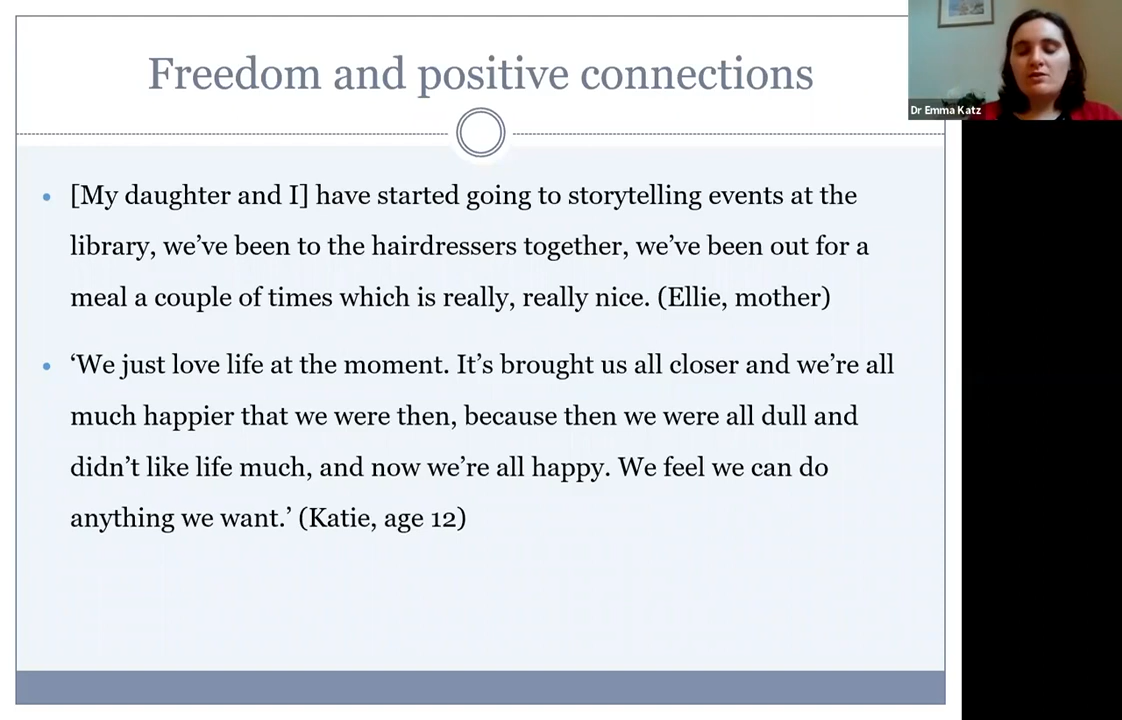 Freedom and positive connections
Dr Emma Katz
• [My daughter and I] have started going to storytelling events at the
library, we’ve been to the hairdressers together, we’ve been out for a
meal a couple of times which is really, really nice. (Ellie, mother)
• ‘We just love life at the moment. It’s brought us all closer and we’re all
much happier that we were then, because then we were all dull and
didn’t like life much, and now we’re all happy. We feel we can do
anything we want.’ (Katie, age 12)